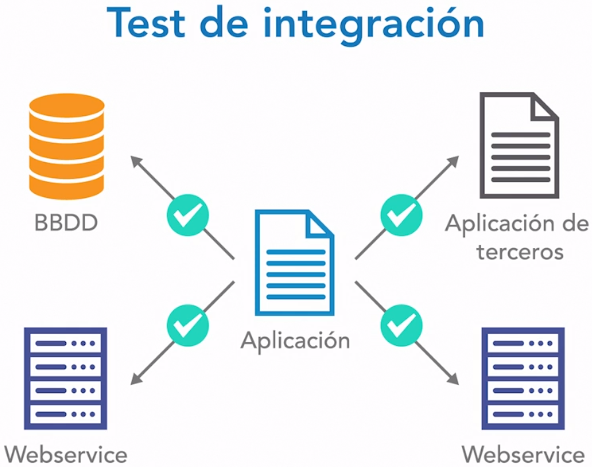 Test de integración
BBDD
Aplicación de
terceros
Aplicación
Webservice
Webservice